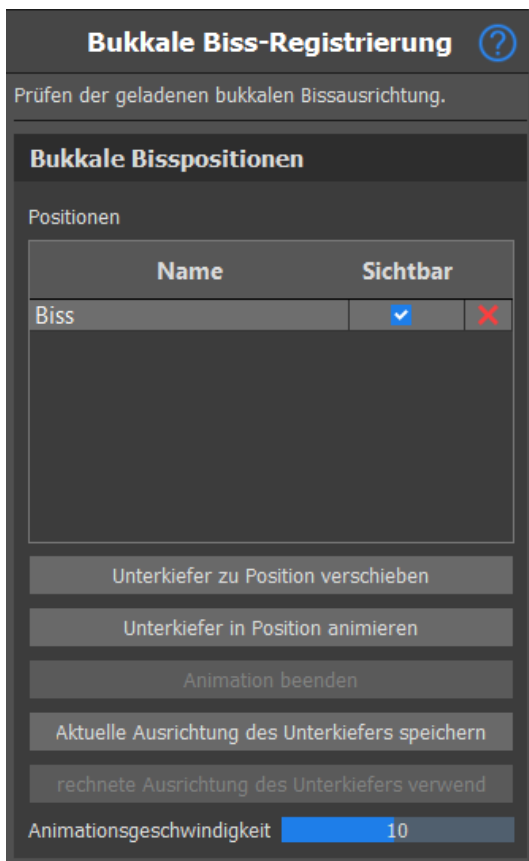 Bukkale Biss-Registrierung ?
Prüfen der geladenen bukkalen Bissausrichtung.
Bukkale Bisspositionen
Positionen
Name Sichtbar
Biss
Unterkiefer zu Position verschieben
Unterkiefer in Position animieren
Animation beenden
Aktuelle Ausrichtung des Unterkiefers speichern
rechnete Ausrichtung des Unterkiefers verwend
Animationsgeschwindigkeit 10